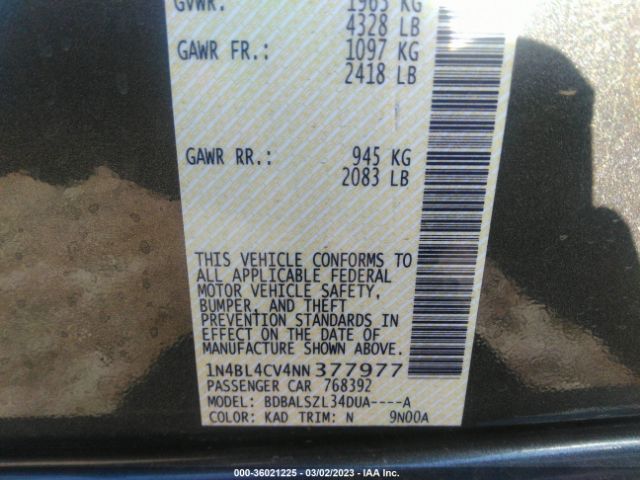 GVWR: 1963 KG
4328 LB
GAWR FR.: 1097 KG
2418 LB
GAWR RR.: 945 KG
2083 LB
THIS VEHICLE CONFORMS TO
ALL APPLICABLE FEDERAL
MOTOR VEHICLE SAFETY,
BUMPER, AND THEFT
PREVENTION STANDARDS IN
EFFECT ON THE DATE OF
MANUFACTURE SHOWN ABOVE.
1N4BL4CV4NN377977
PASSENGER CAR 768392
MODEL: BDBALSZL34DUA----A
COLOR: KAD TRIM: N 9N00A
000-36021225 - 03/02/2023 - IAA Inc.